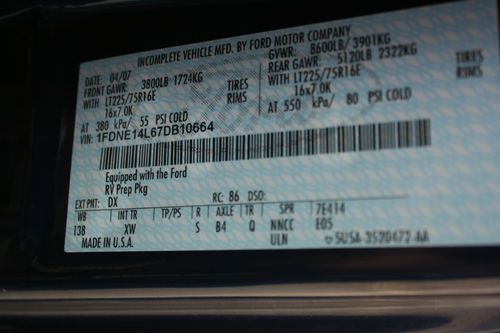 INCOMPLETE VEHICLE MFD. BY FORD MOTOR COMPANY
DATE: 04/07 GVWR: 8600LB/ 3901KG
FRONT GAWR: 3800LB 1724KG REAR GAWR: 5120LB 2322KG
WITH LT225/75R16E TIRES WITH LT225/75R16E TIRES
16x7.0K RIMS 16x7.0K RIMS
AT 380 kPa/ 55 PSI COLD AT 550 kPa/ 80 PSI COLD
VIN: 1FDNE14L67DB10664
Equipped with the Ford
RV Prep Pkg
EXT PNT: DX RC: 86 DSO:
WB INT TR TP/PS R AXLE TR SPR 7E414
138 XW S B4 Q NNCC E05
MADE IN U.S.A. ULN 5USA-3520472-AA